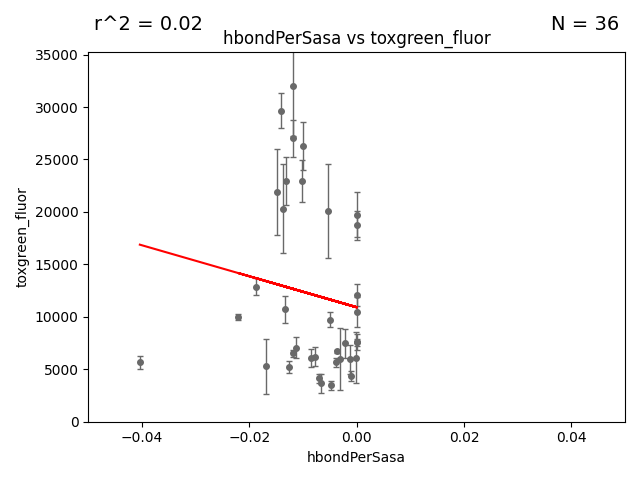 r^2 = 0.02
N = 36
hbondPerSasa vs toxgreen_fluor
toxgreen_fluor
35000
30000
25000
20000
15000
10000
5000
0
−0.04
−0.02
0.00
0.02
0.04
hbondPerSasa